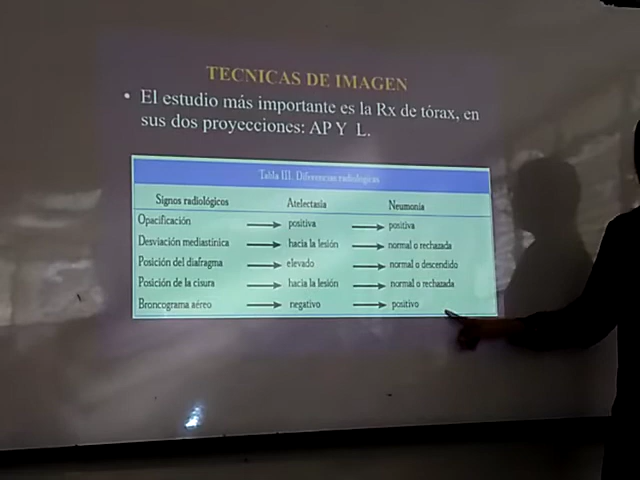 TECNICAS DE IMAGEN
• El estudio más importante es la Rx de tórax, en
sus dos proyecciones: AP Y L.
Tabla III. Diferencias radiológicas
Signos radiológicos Atelectasia Neumonía
Opacificación → positiva → positiva
Desviación mediastínica → hacia la lesión → normal o rechazada
Posición del diafragma → elevado → normal o descendido
Posición de la cisura → hacia la lesión → normal o rechazada
Broncograma aéreo → negativo → positivo